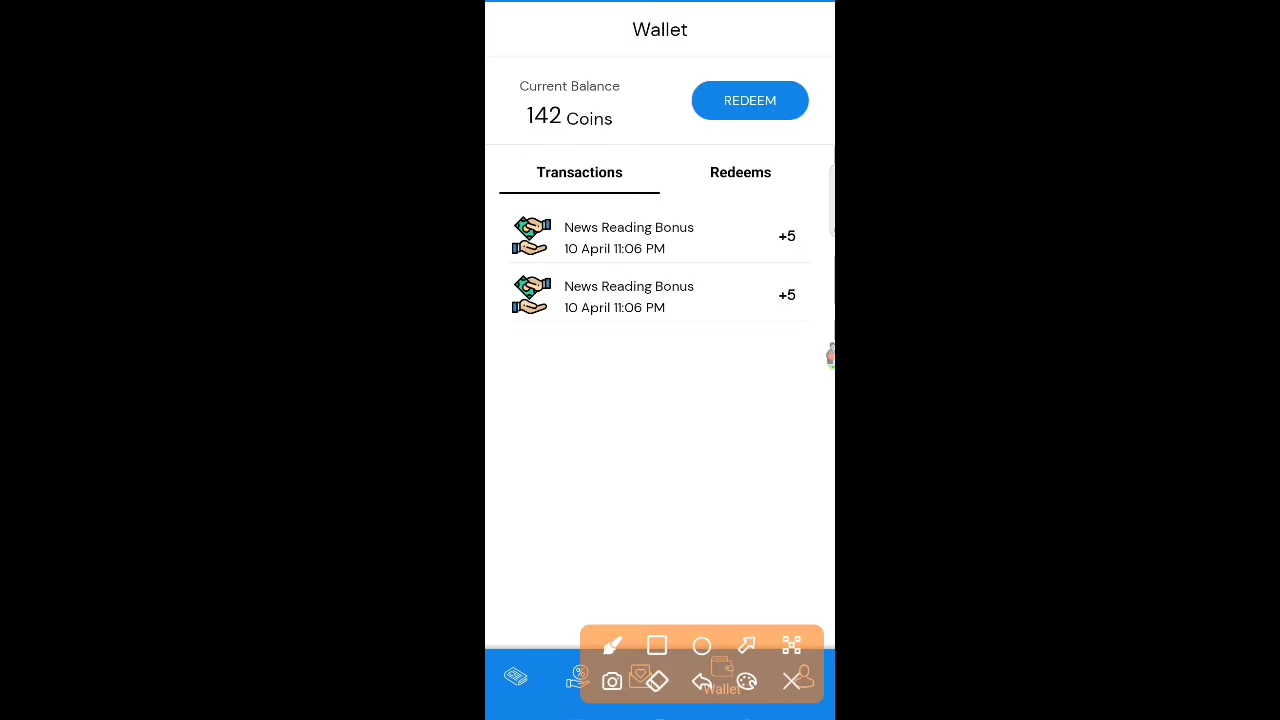 Wallet
Current Balance
142 Coins
REDEEM
Transactions
Redeems
News Reading Bonus
10 April 11:06 PM
+5
News Reading Bonus
10 April 11:06 PM
+5
Wallet